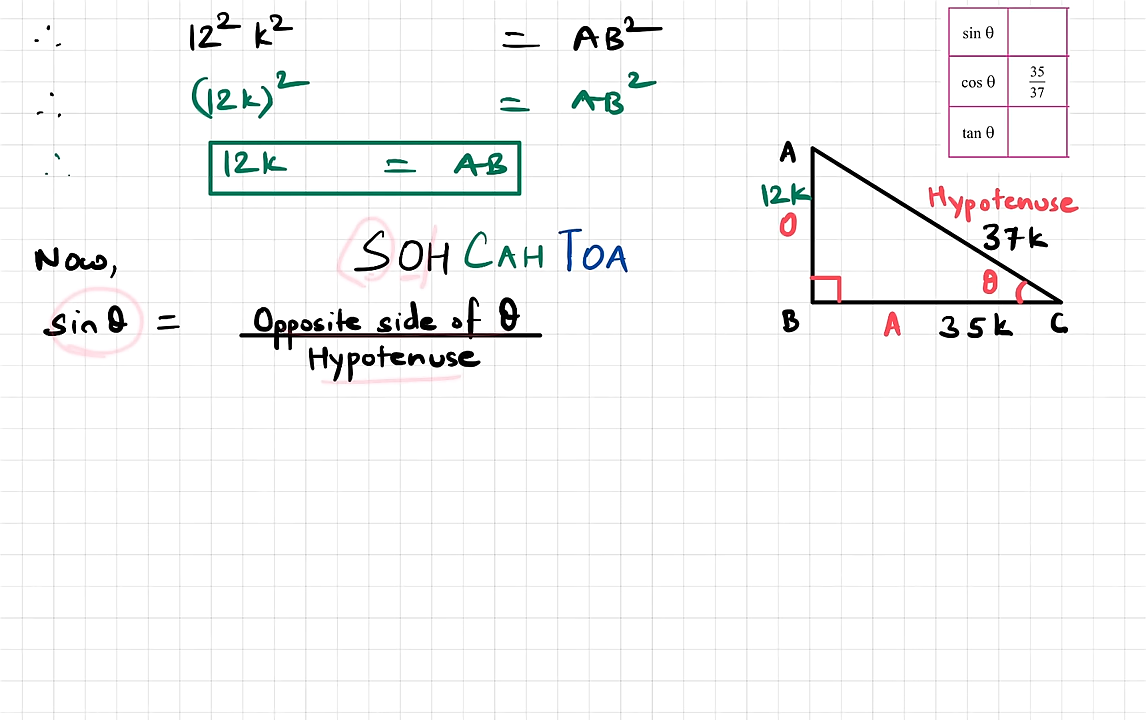 ∴ 12² k² = AB²
∴ (12k)² = AB²
∴ 12k = AB
Now, SOH CAH TOA
sin θ = Opposite side of θ
Hypotenuse
sin θ
cos θ 35/37
tan θ
A
12k
O
Hypotenuse
37k
θ
B A 35k C